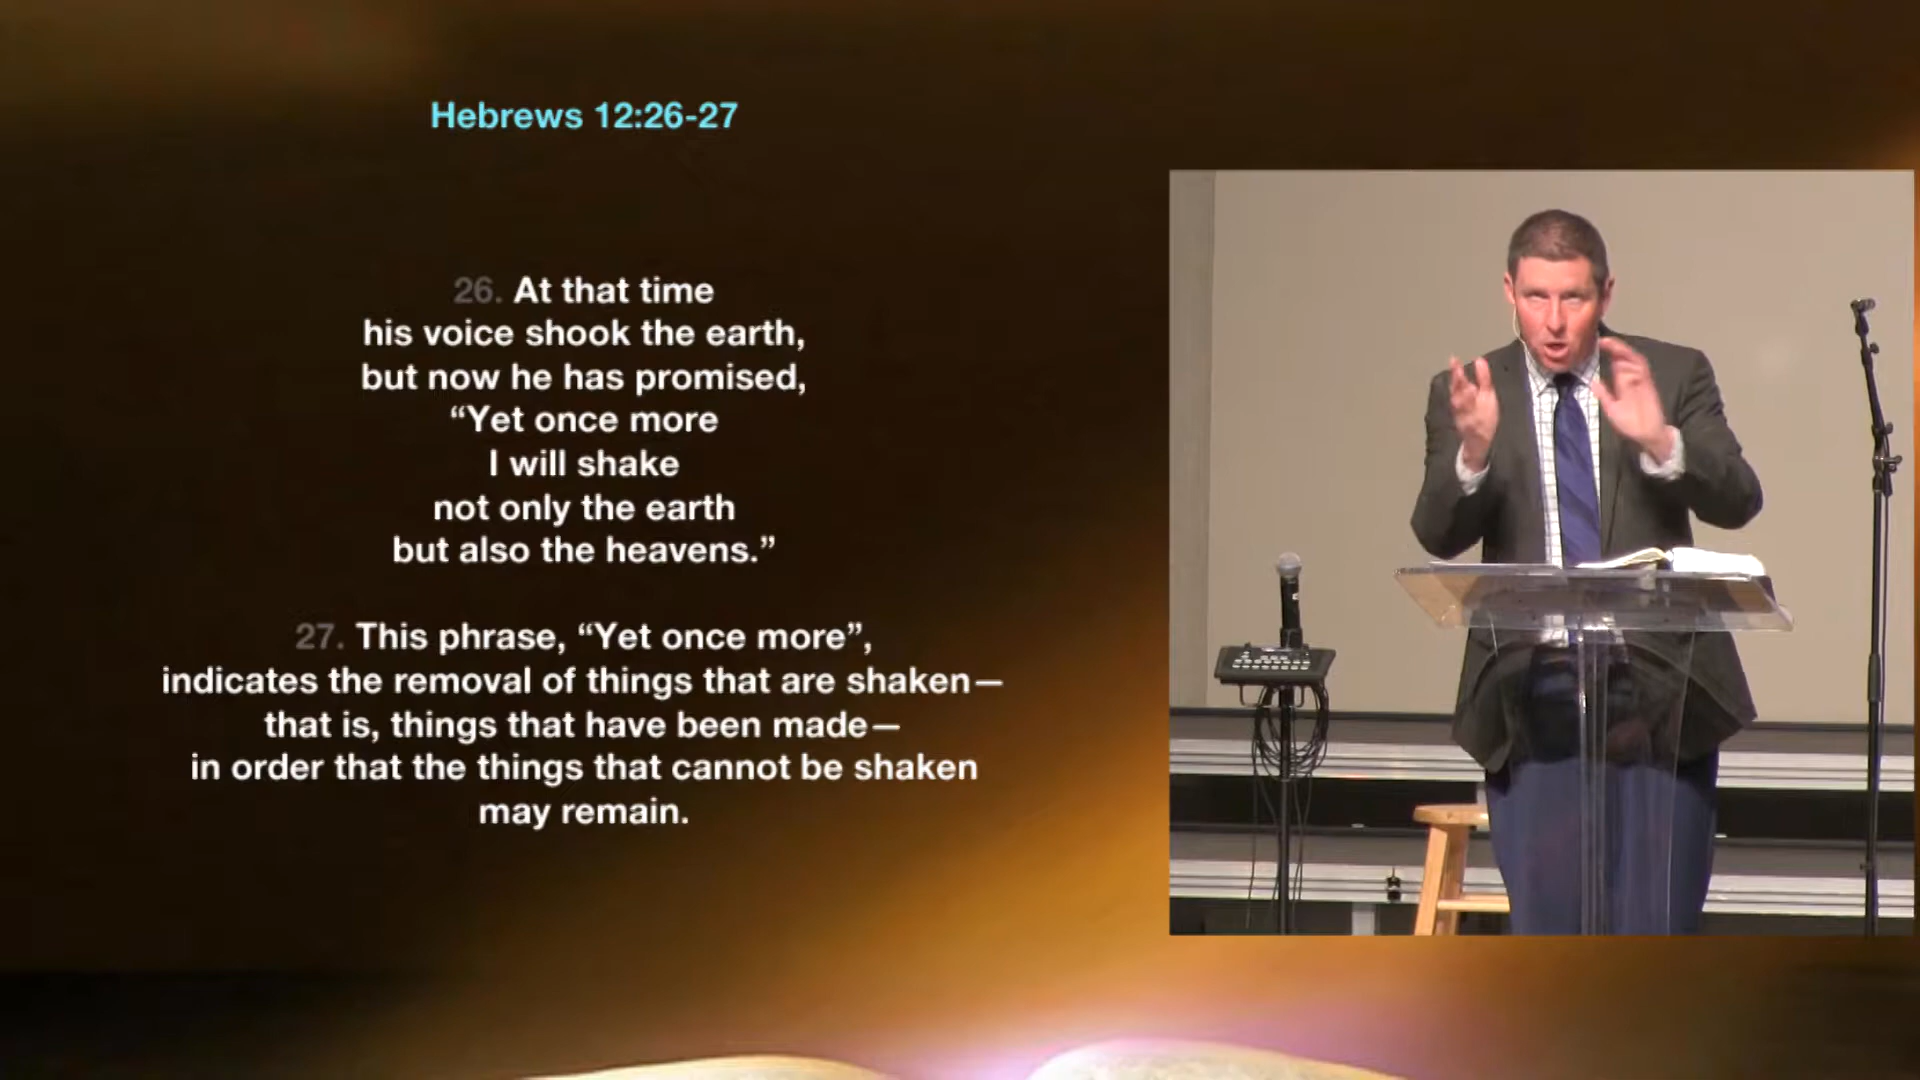 Hebrews 12:26-27
26. At that time
his voice shook the earth,
but now he has promised,
“Yet once more
I will shake
not only the earth
but also the heavens.”
27. This phrase, “Yet once more”,
indicates the removal of things that are shaken—
that is, things that have been made—
in order that the things that cannot be shaken
may remain.